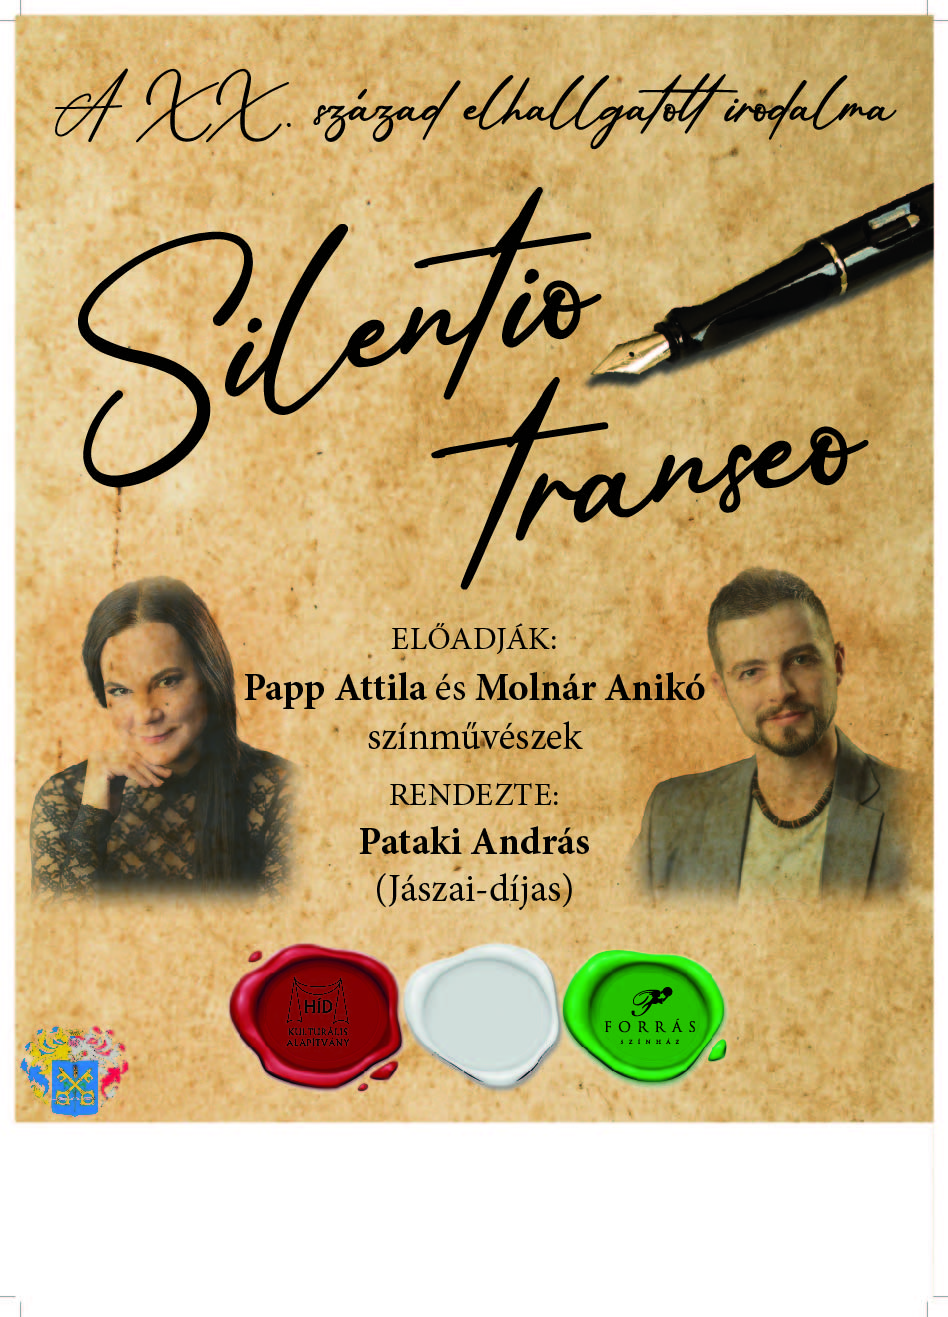 A XX. század elhallgatott irodalma
Silentio
transeo
ELŐADJÁK:
Papp Attila és Molnár Anikó
színművészek
RENDEZTE:
Pataki András
(Jászai-díjas)
HÍD
KULTURÁLIS
ALAPÍTVÁNY
FORRÁS
SZÍNHÁZ